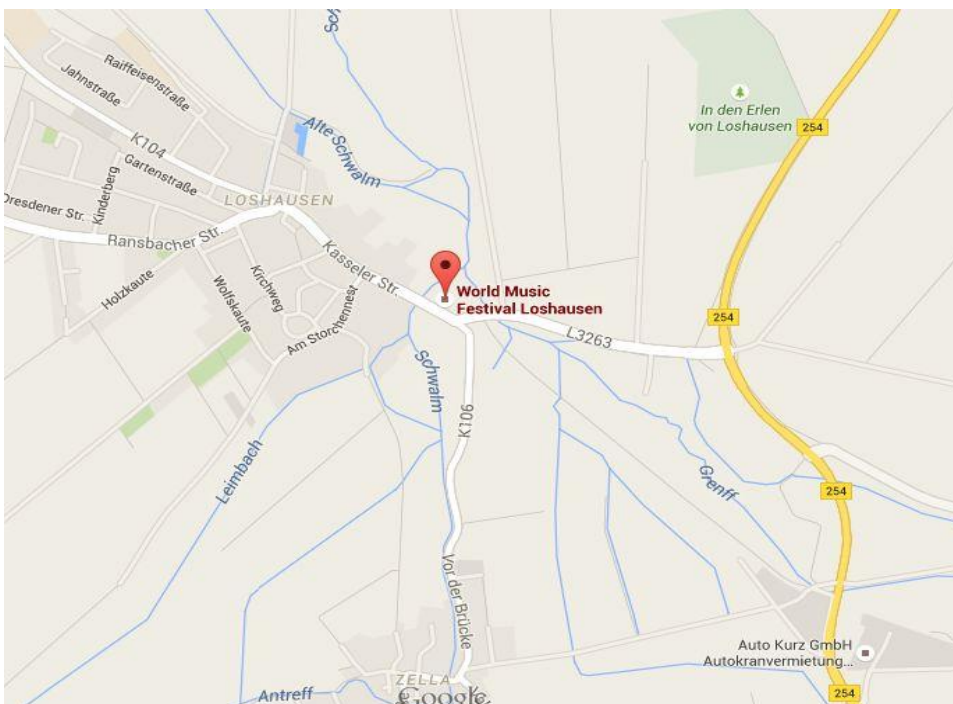 Sch
Raiffeisenstraße
Jahnstraße
In den Erlen
von Loshausen
254
K104
Alte Schwalm
Gartenstraße
Kinderberg
LOSHAUSEN
Dresdener Str.
Ransbacher Str.
Kasseler Str.
Holzkaute
Wolfskaute
Kirchweg
World Music
Festival Loshausen
254
L3263
Am Storchennest
Schwalm
K106
Leimbach
Grenff
254
Vor der Brücke
Auto Kurz GmbH
Autokranvermietung...
ZELLA
Antreff
Google
254